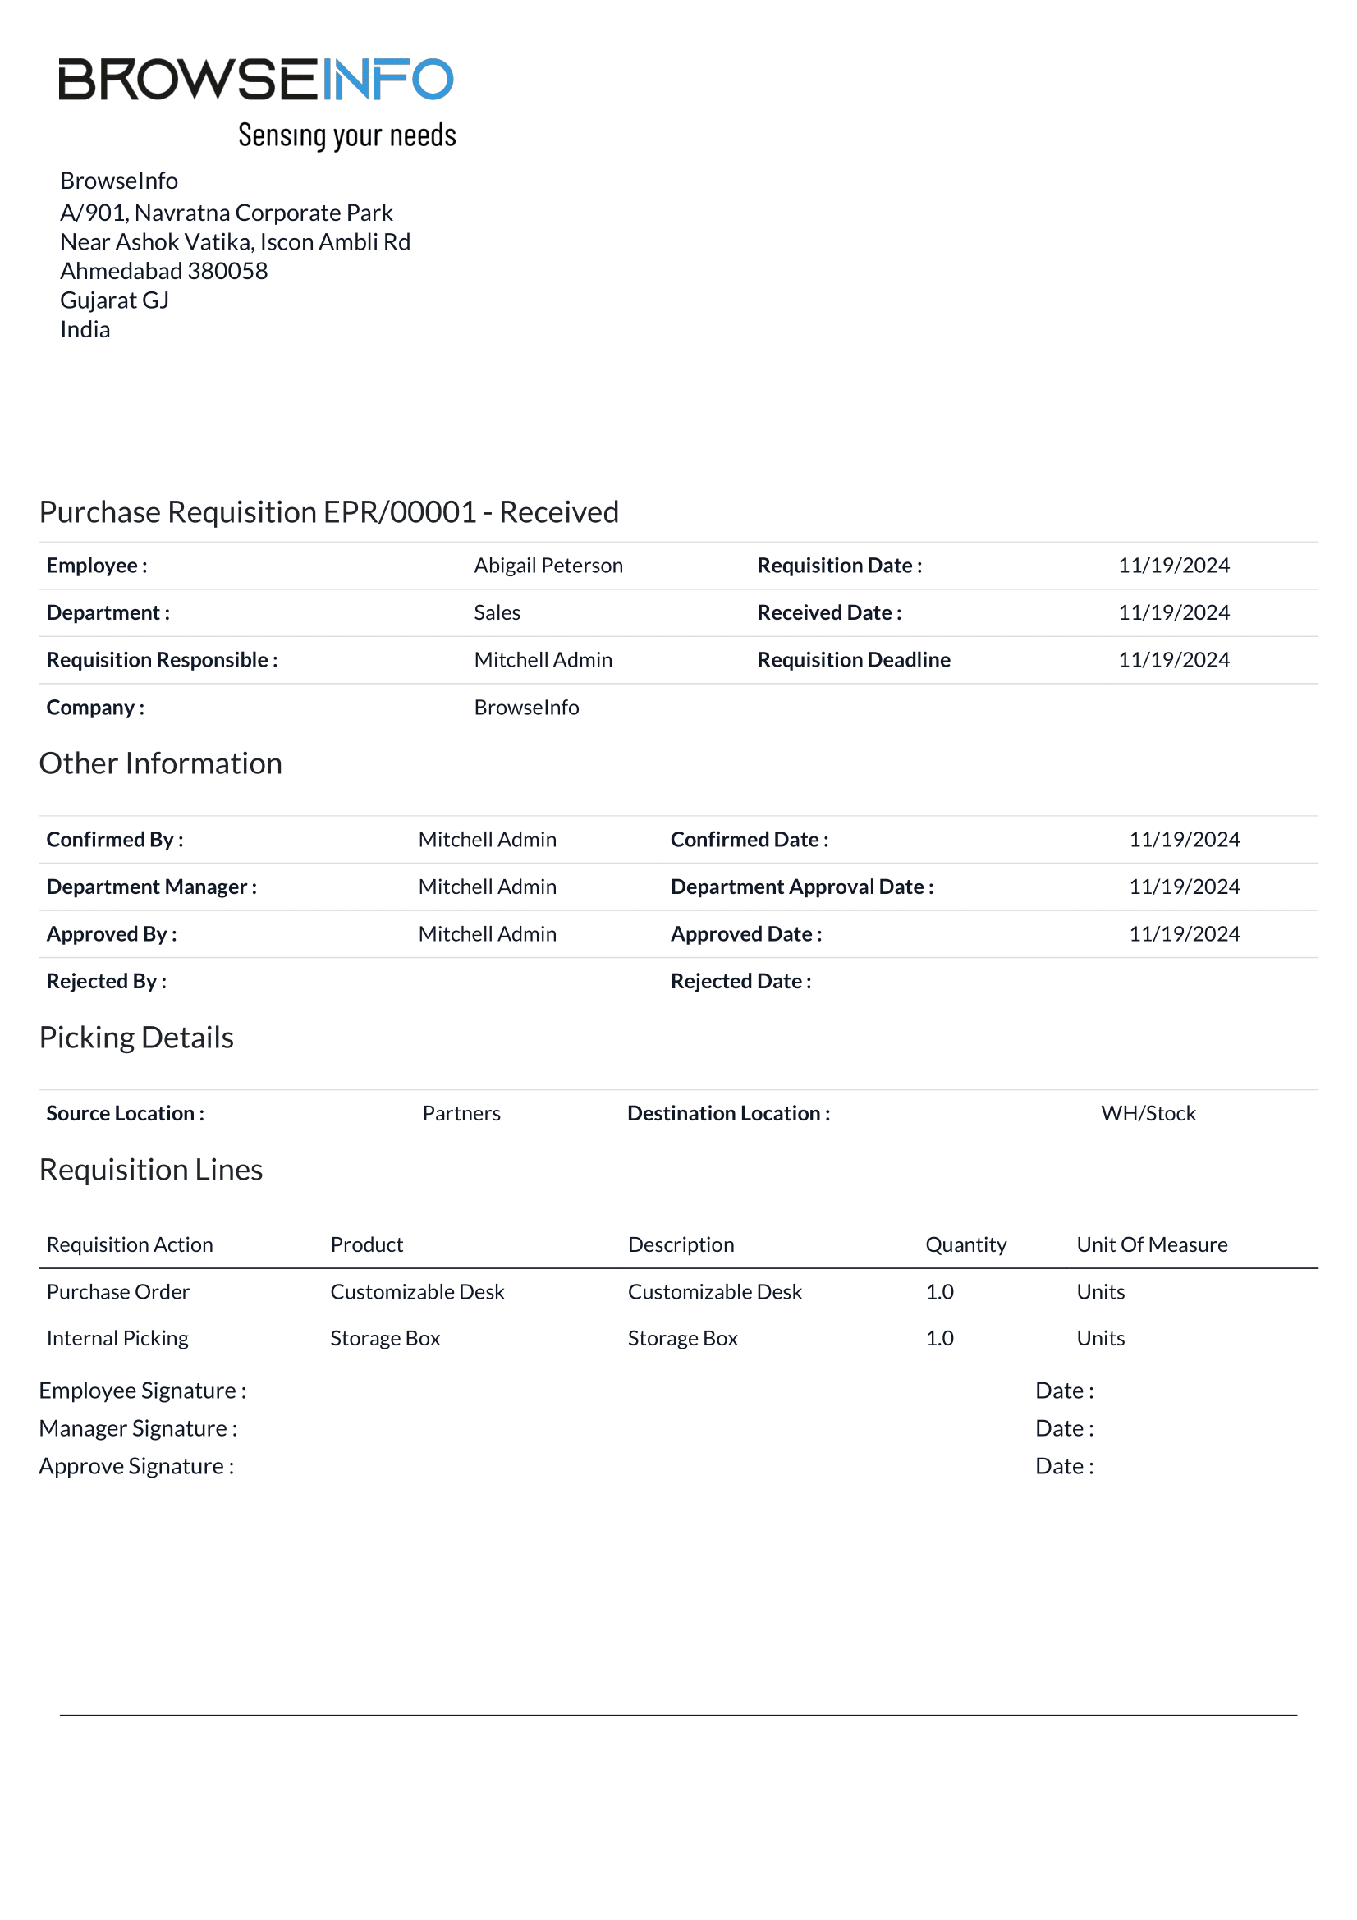 BROWSEINFO
Sensing your needs
BrowseInfo
A/901, Navratna Corporate Park
Near Ashok Vatika, Iscon Ambli Rd
Ahmedabad 380058
Gujarat GJ
India
Purchase Requisition EPR/00001 - Received
Employee : Abigail Peterson Requisition Date : 11/19/2024
Department : Sales Received Date : 11/19/2024
Requisition Responsible : Mitchell Admin Requisition Deadline 11/19/2024
Company : BrowseInfo
Other Information
Confirmed By : Mitchell Admin Confirmed Date : 11/19/2024
Department Manager : Mitchell Admin Department Approval Date : 11/19/2024
Approved By : Mitchell Admin Approved Date : 11/19/2024
Rejected By : Rejected Date :
Picking Details
Source Location : Partners Destination Location : WH/Stock
Requisition Lines
Requisition Action Product Description Quantity Unit Of Measure
Purchase Order Customizable Desk Customizable Desk 1.0 Units
Internal Picking Storage Box Storage Box 1.0 Units
Employee Signature : Date :
Manager Signature : Date :
Approve Signature : Date :